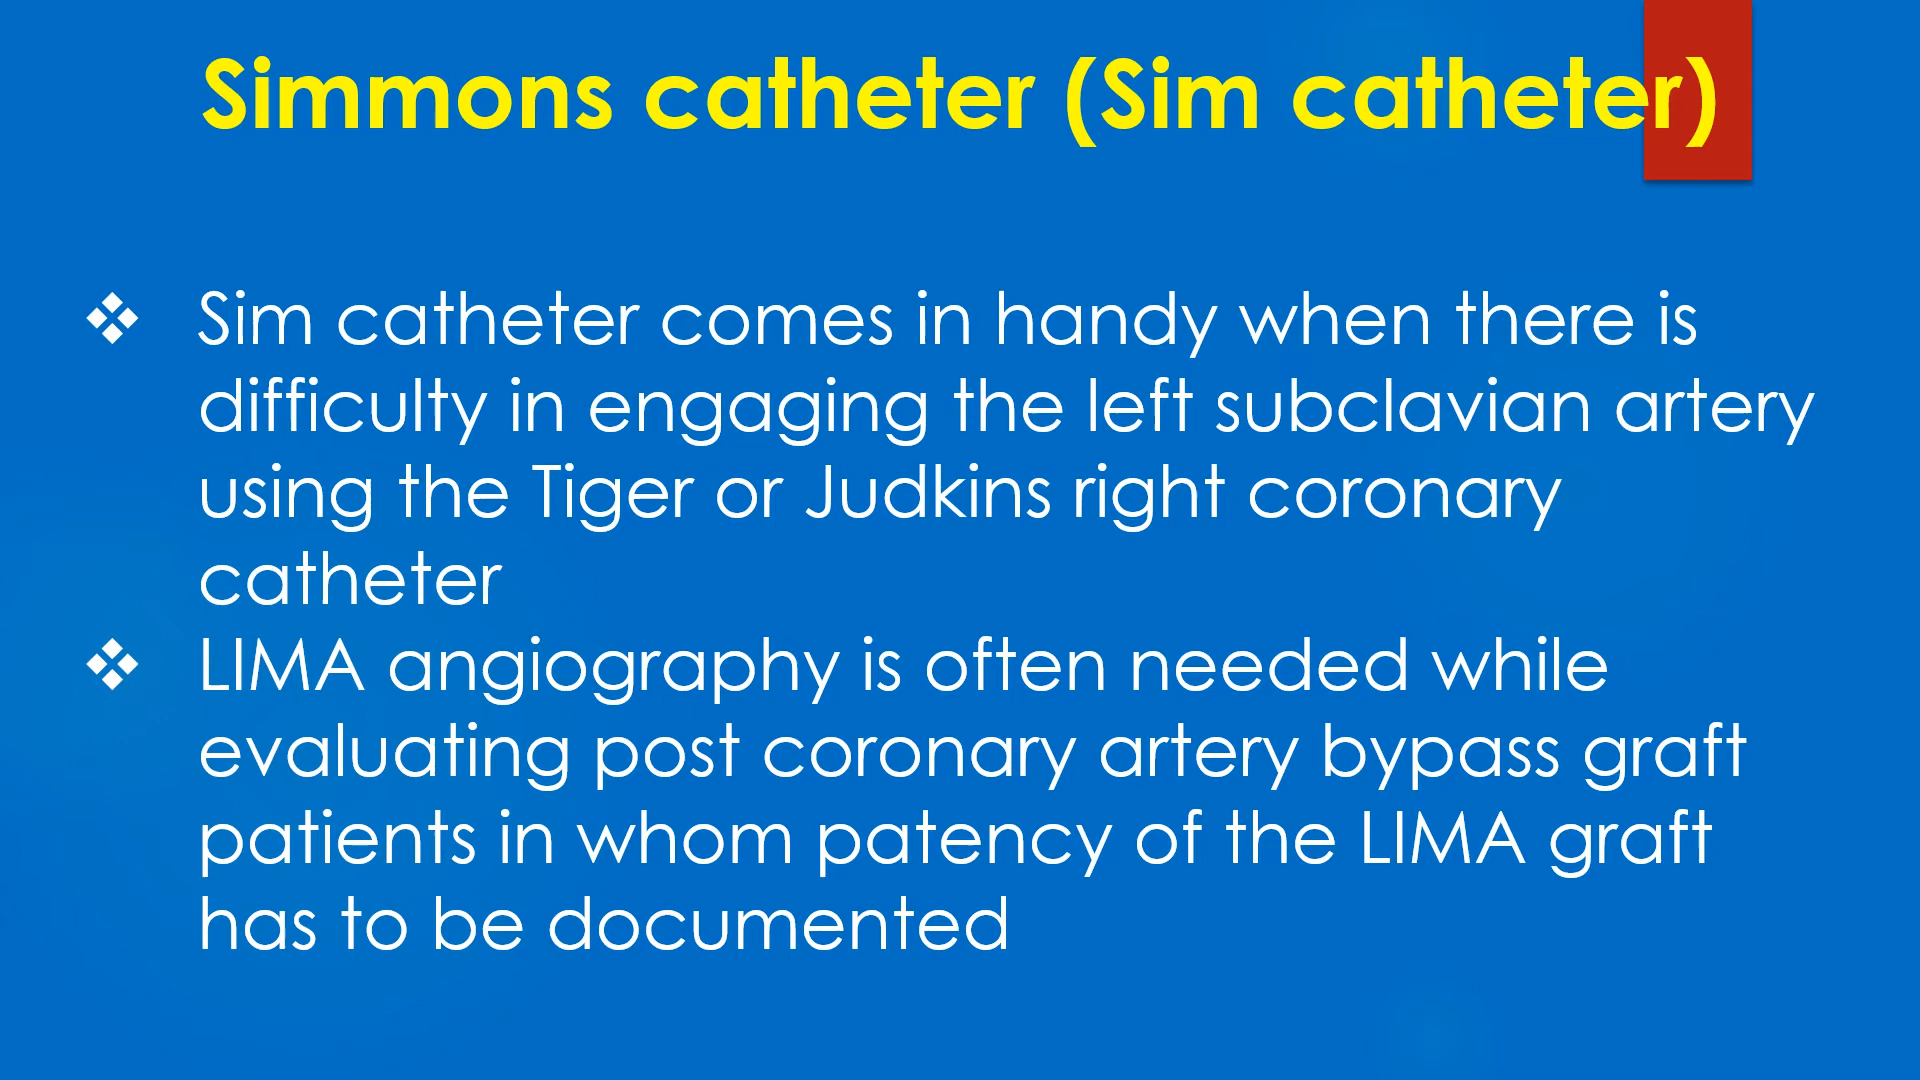 Simmons catheter (Sim catheter)
❖ Sim catheter comes in handy when there is
difficulty in engaging the left subclavian artery
using the Tiger or Judkins right coronary
catheter
❖ LIMA angiography is often needed while
evaluating post coronary artery bypass graft
patients in whom patency of the LIMA graft
has to be documented